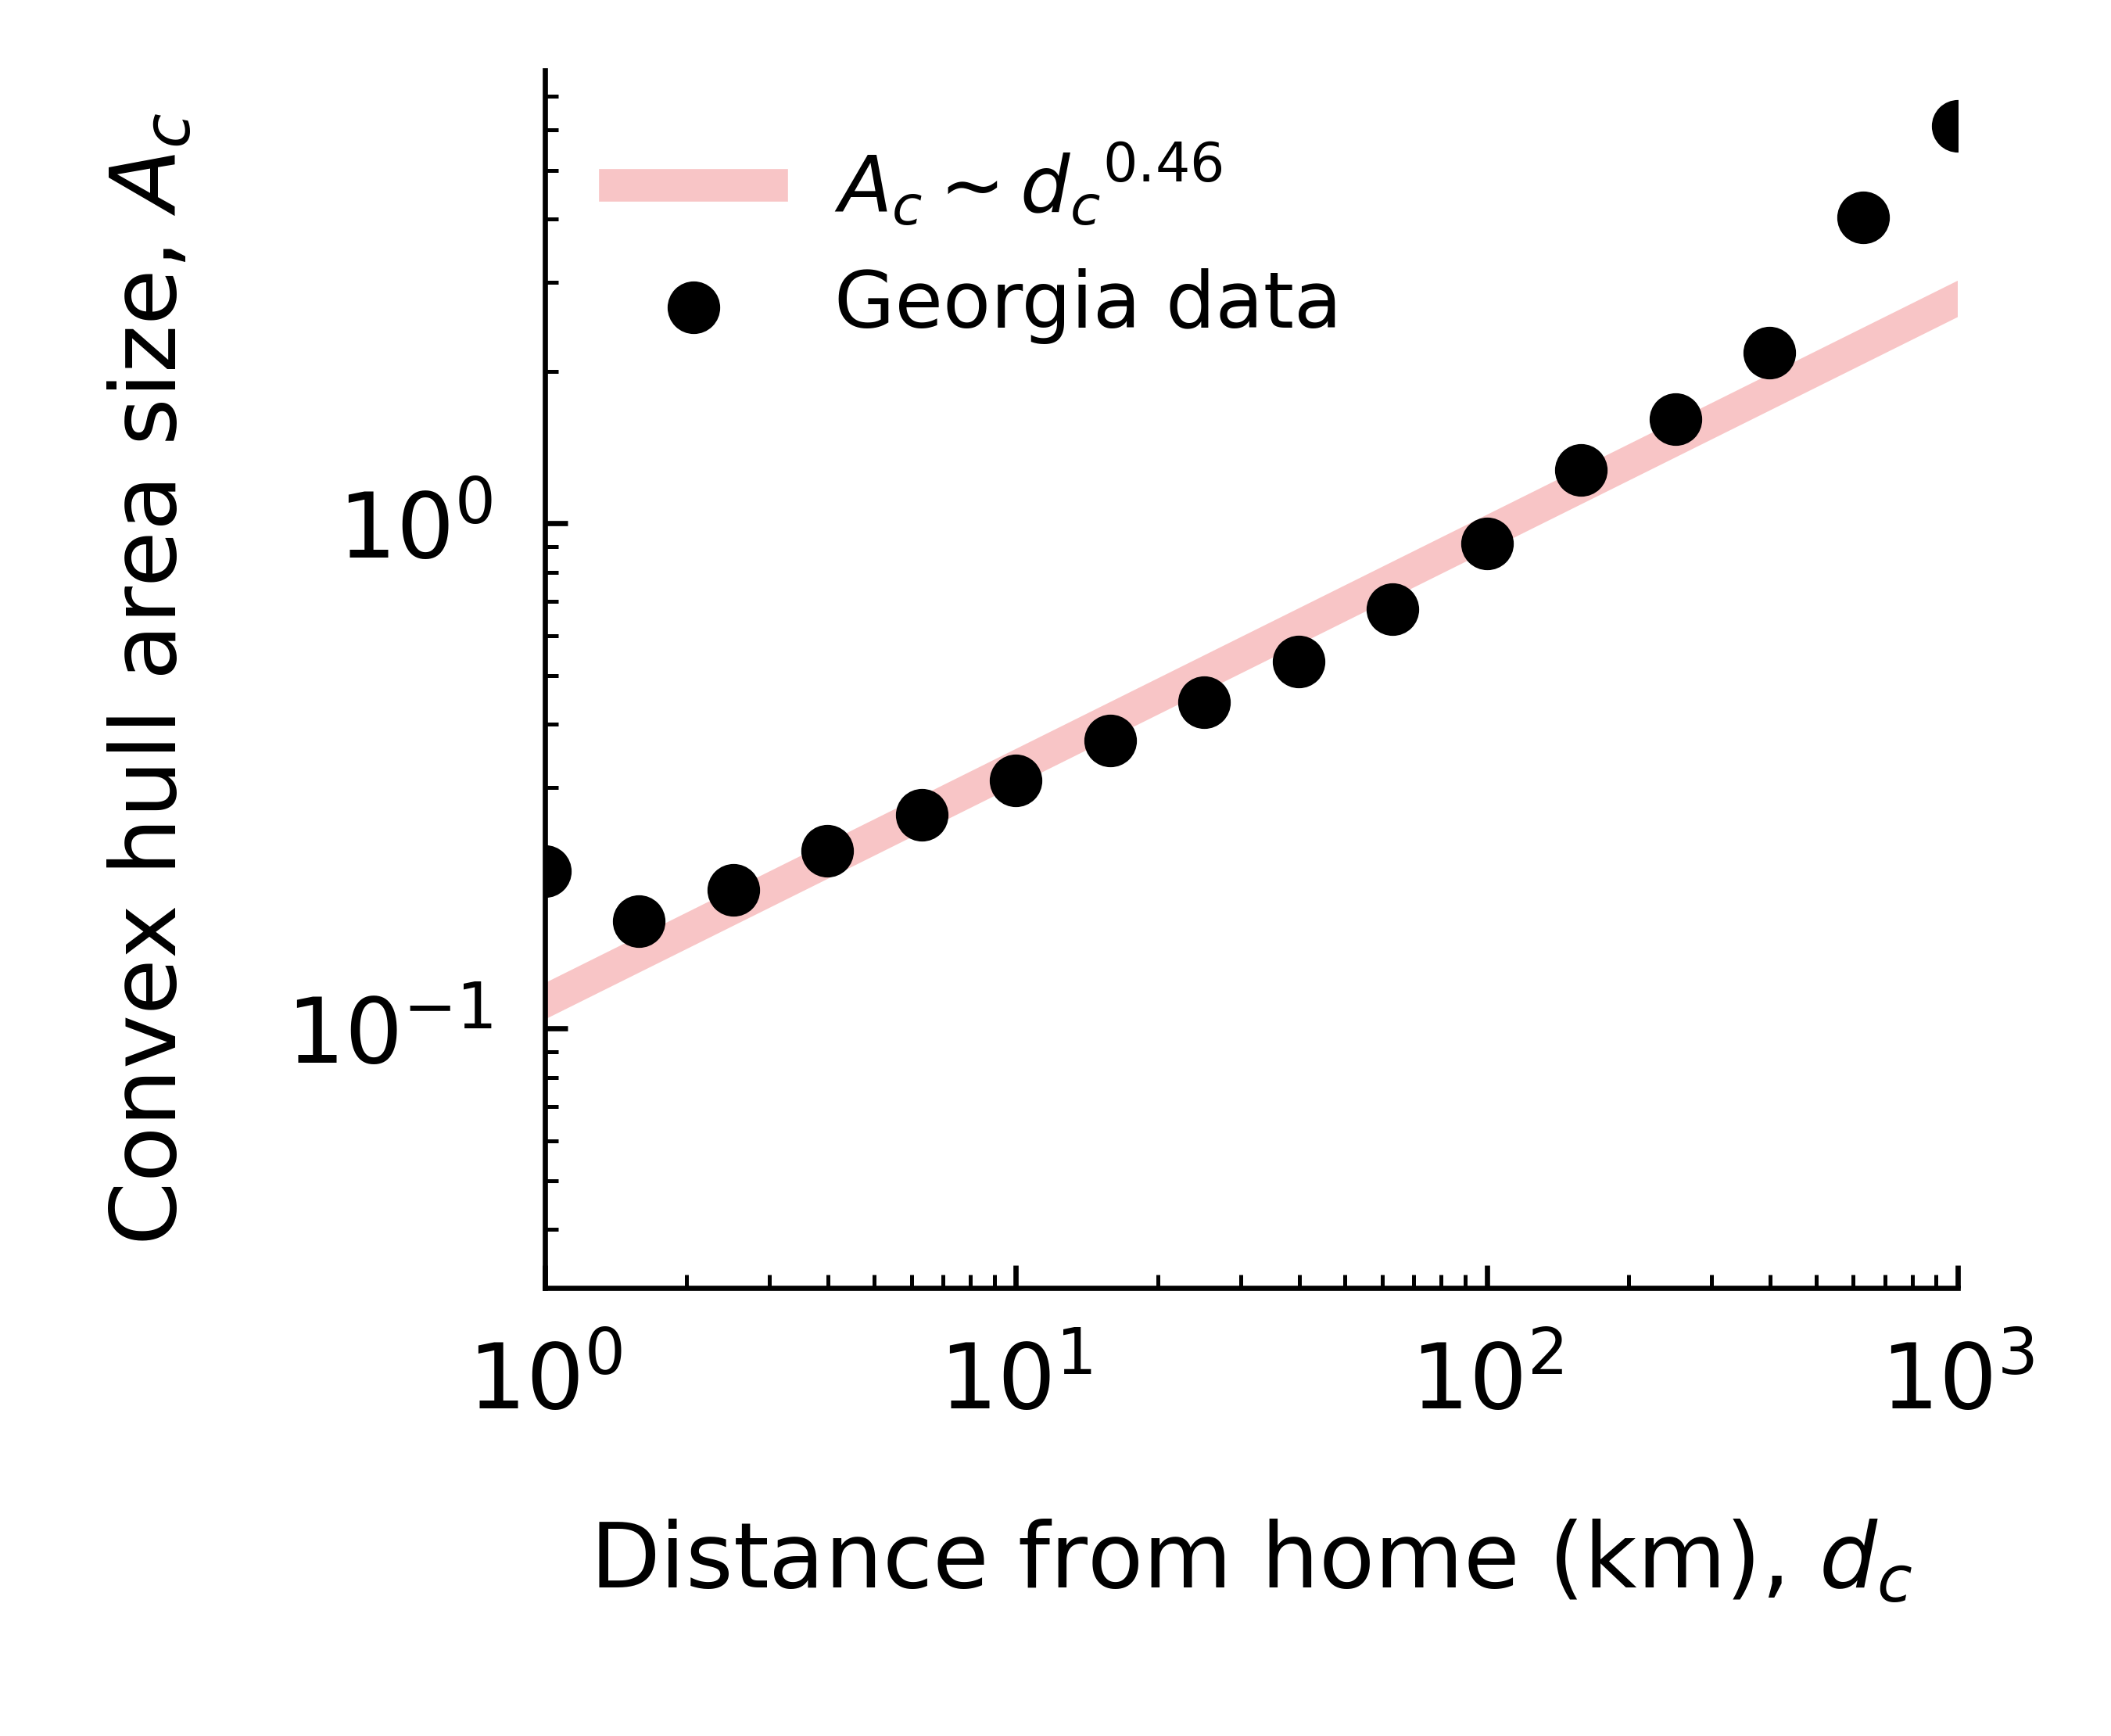 Convex hull area size, A_c
A_c ~ d_c^0.46
Georgia data
10^0
10^−1
10^0 10^1 10^2 10^3
Distance from home (km), d_c